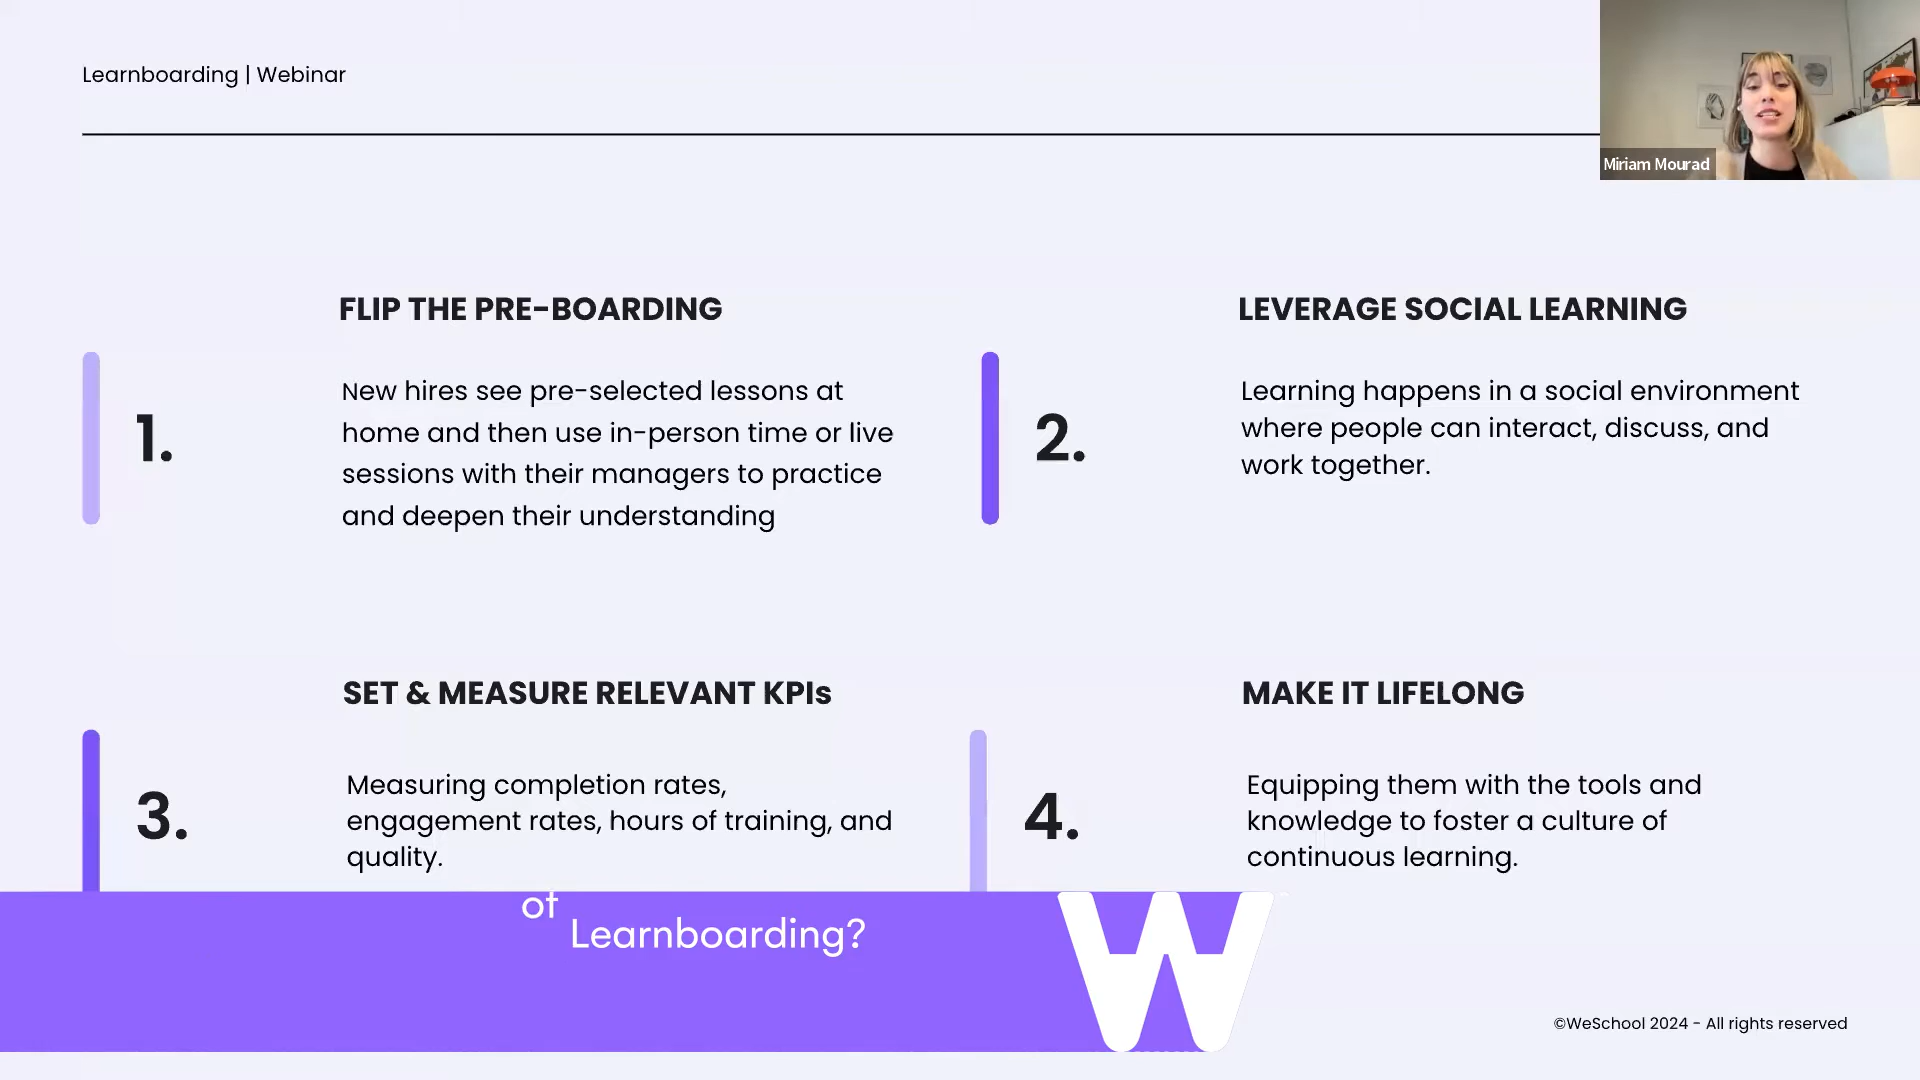 Learnboarding | Webinar
Miriam Mourad
FLIP THE PRE-BOARDING
1.
New hires see pre-selected lessons at
home and then use in-person time or live
sessions with their managers to practice
and deepen their understanding
LEVERAGE SOCIAL LEARNING
2.
Learning happens in a social environment
where people can interact, discuss, and
work together.
SET & MEASURE RELEVANT KPIs
3.
Measuring completion rates,
engagement rates, hours of training, and
quality.
MAKE IT LIFELONG
4.
Equipping them with the tools and
knowledge to foster a culture of
continuous learning.
of
Learnboarding?
W
©WeSchool 2024 - All rights reserved